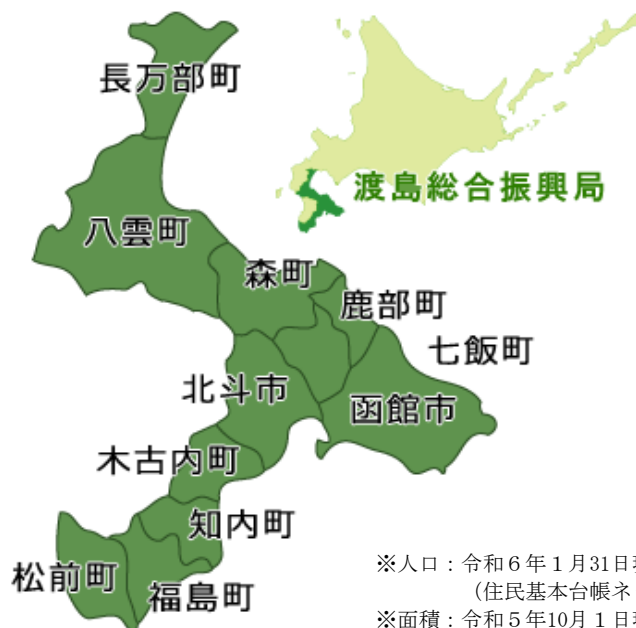 長万部町
渡島総合振興局
八雲町
森町
鹿部町
七飯町
北斗市
函館市
木古内町
知内町
松前町
福島町
※人口：令和６年１月31日
（住民基本台帳ネ
※面積：令和５年10月１日